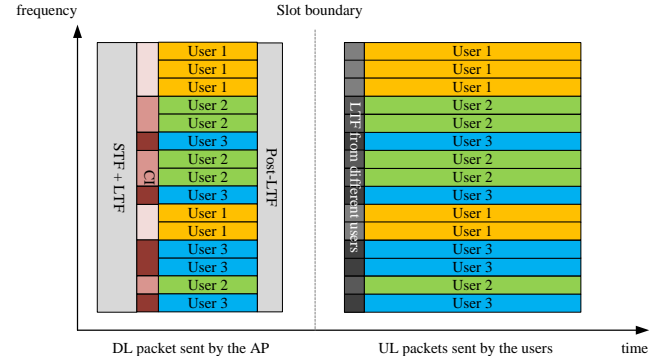 frequency
Slot boundary
STF + LTF
CI
User 1
User 1
User 1
User 2
User 2
User 3
User 2
User 2
User 3
User 1
User 1
User 3
User 3
User 2
User 3
Post-LTF
LTF from different users
User 1
User 1
User 1
User 2
User 2
User 3
User 2
User 2
User 3
User 1
User 1
User 3
User 3
User 2
User 3
DL packet sent by the AP
UL packets sent by the users
time